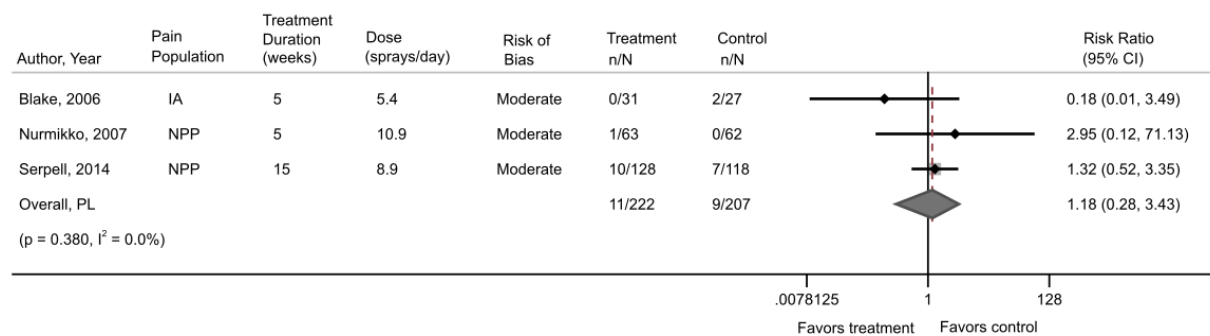 Author, Year Pain Population Treatment Duration (weeks) Dose (sprays/day) Risk of Bias Treatment n/N Control n/N Risk Ratio (95% CI)
Blake, 2006 IA 5 5.4 Moderate 0/31 2/27 0.18 (0.01, 3.49)
Nurmikko, 2007 NPP 5 10.9 Moderate 1/63 0/62 2.95 (0.12, 71.13)
Serpell, 2014 NPP 15 8.9 Moderate 10/128 7/118 1.32 (0.52, 3.35)
Overall, PL 11/222 9/207 1.18 (0.28, 3.43)
(p = 0.380, I² = 0.0%)
.0078125 1 128
Favors treatment Favors control